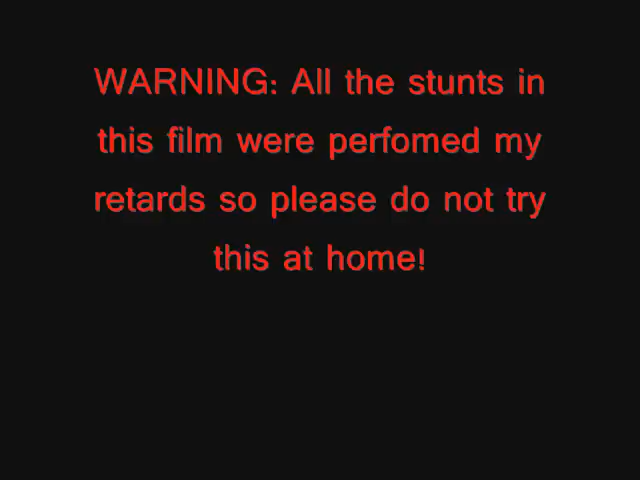 WARNING: All the stunts in
this film were perfomed my
retards so please do not try
this at home!